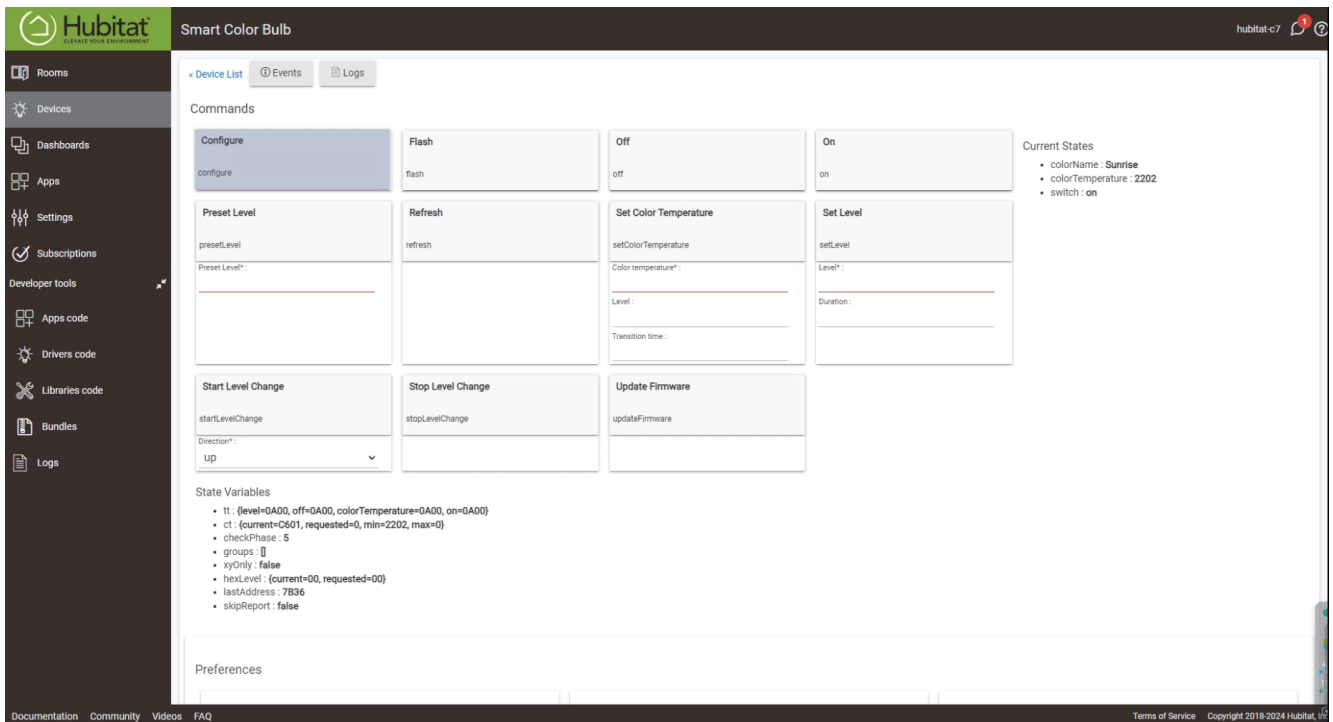 Hubitat
ELEVATE YOUR ENVIRONMENT
Smart Color Bulb
hubitat-c7
1
Rooms
Devices
Dashboards
Apps
Settings
Subscriptions
Developer tools
Apps code
Drivers code
Libraries code
Bundles
Logs
« Device List
Events
Logs
Commands
Configure
configure
Flash
flash
Off
off
On
on
Preset Level
presetLevel
Preset Level* :
Refresh
refresh
Set Color Temperature
setColorTemperature
Color temperature* :
Level :
Transition time :
Set Level
setLevel
Level* :
Duration :
Start Level Change
startLevelChange
Direction* :
up
Stop Level Change
stopLevelChange
Update Firmware
updateFirmware
Current States
• colorName : Sunrise
• colorTemperature : 2202
• switch : on
State Variables
• tt : {level=0A00, off=0A00, colorTemperature=0A00, on=0A00}
• ct : {current=C601, requested=0, min=2202, max=0}
• checkPhase : 5
• groups : []
• xyOnly : false
• hexLevel : {current=00, requested=00}
• lastAddress : 7B36
• skipReport : false
Preferences
Documentation Community Videos FAQ
Terms of Service Copyright 2018-2024 Hubitat,